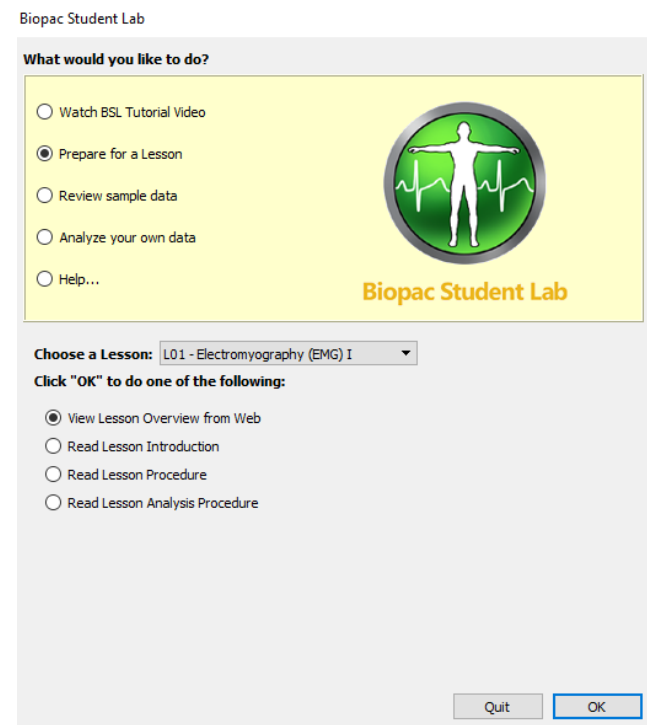 Biopac Student Lab
What would you like to do?
Watch BSL Tutorial Video
Prepare for a Lesson
Review sample data
Analyze your own data
Help...
Biopac Student Lab
Choose a Lesson: L01 - Electromyography (EMG) I
Click "OK" to do one of the following:
View Lesson Overview from Web
Read Lesson Introduction
Read Lesson Procedure
Read Lesson Analysis Procedure
Quit OK